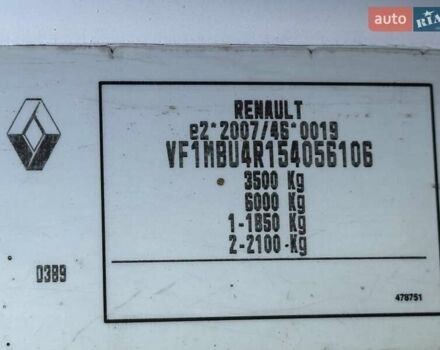 auto RIA
RENAULT
e2*2007/46*0019
VF1MBU4R154056106
3500 Kg
6000 Kg
1-1850 Kg
2-2100 Kg
0389
478751